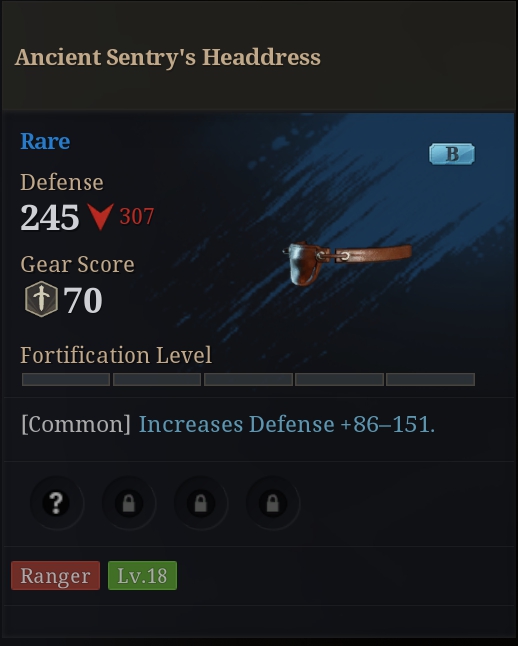 Ancient Sentry's Headdress
Rare
B
Defense
245 307
Gear Score
70
Fortification Level
[Common] Increases Defense +86–151.
?
Ranger Lv.18